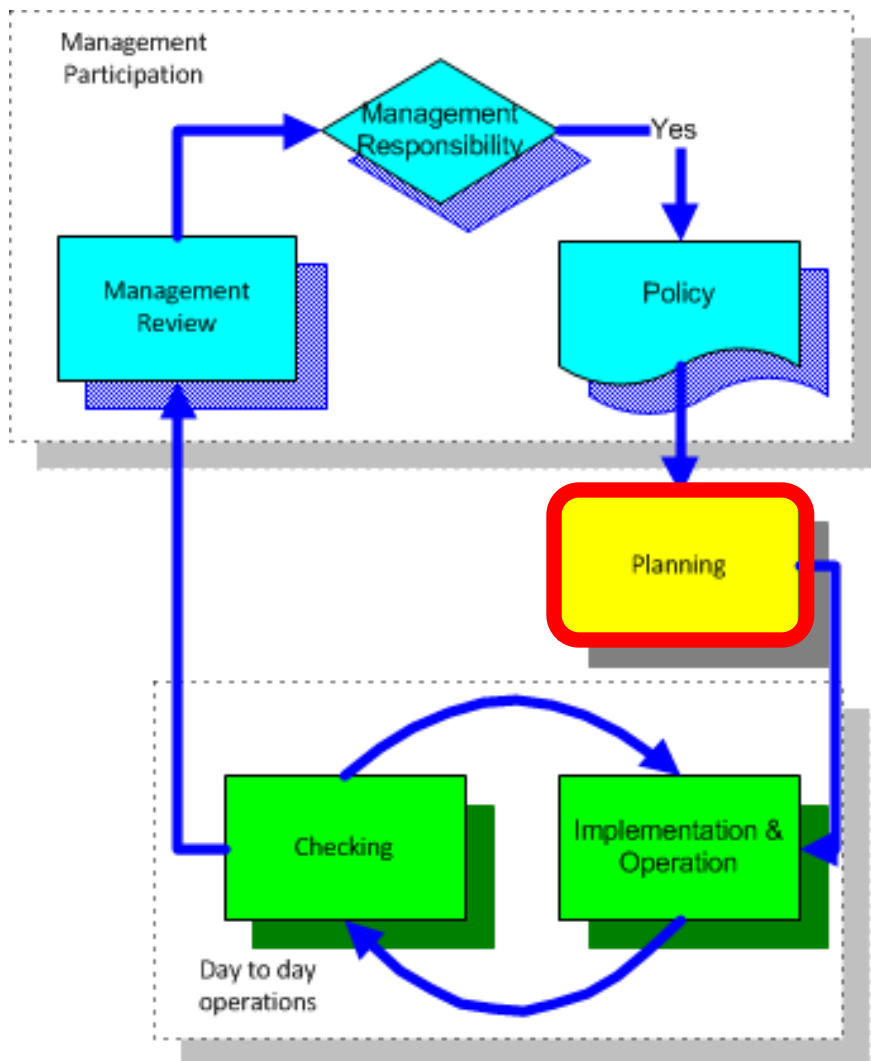 Management
Participation
Management
Responsibility
Yes
Management
Review
Policy
Planning
Checking
Implementation &
Operation
Day to day
operations